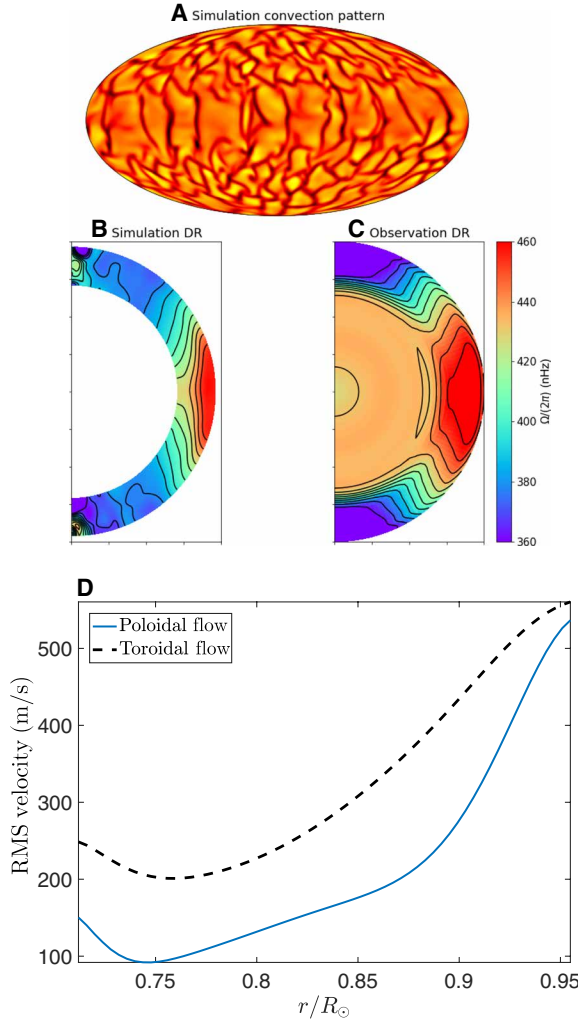 A Simulation convection pattern
B Simulation DR
C Observation DR
460
440
420
400
380
360
Ω/(2π) (nHz)
D
Poloidal flow
Toroidal flow
500
400
300
200
100
RMS velocity (m/s)
0.75 0.8 0.85 0.9 0.95
r/R⊙